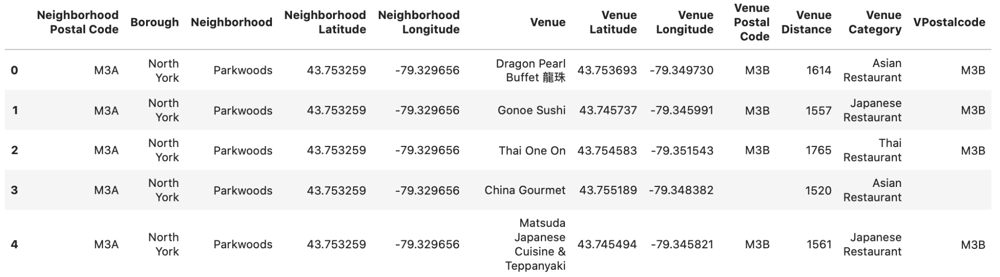 Neighborhood Postal Code Borough Neighborhood Neighborhood Latitude Neighborhood Longitude Venue Venue Latitude Venue Longitude Venue Postal Code Venue Distance Venue Category VPostalcode
0 M3A North York Parkwoods 43.753259 -79.329656 Dragon Pearl Buffet 龍珠 43.753693 -79.349730 M3B 1614 Asian Restaurant M3B
1 M3A North York Parkwoods 43.753259 -79.329656 Gonoe Sushi 43.745737 -79.345991 M3B 1557 Japanese Restaurant M3B
2 M3A North York Parkwoods 43.753259 -79.329656 Thai One On 43.754583 -79.351543 M3B 1765 Thai Restaurant M3B
3 M3A North York Parkwoods 43.753259 -79.329656 China Gourmet 43.755189 -79.348382 1520 Asian Restaurant
4 M3A North York Parkwoods 43.753259 -79.329656 Matsuda Japanese Cuisine & Teppanyaki 43.745494 -79.345821 M3B 1561 Japanese Restaurant M3B